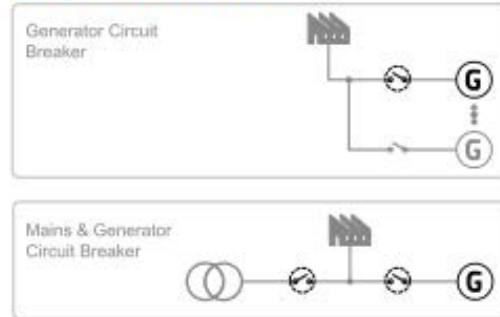 Generator Circuit
Breaker
G
G
Mains & Generator
Circuit Breaker
G